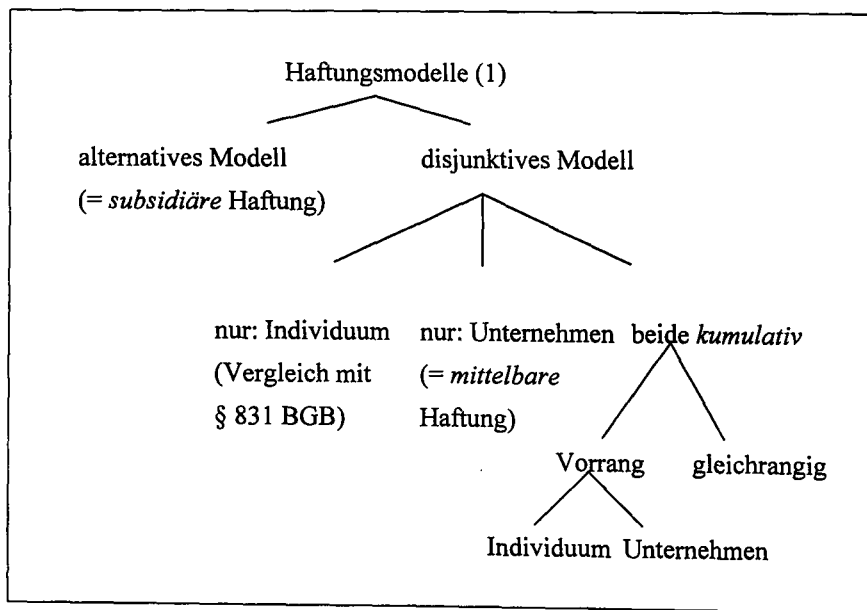 Haftungsmodelle (1)
alternatives Modell
(= subsidiäre Haftung)
disjunktives Modell
nur: Individuum
(Vergleich mit
§ 831 BGB)
nur: Unternehmen
(= mittelbare
Haftung)
beide kumulativ
Vorrang
gleichrangig
Individuum
Unternehmen